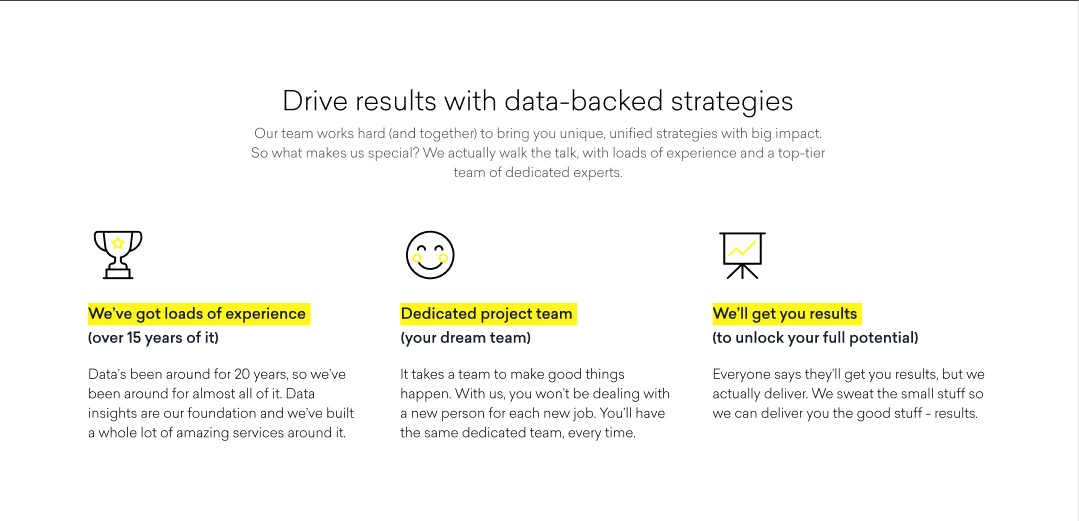 Drive results with data-backed strategies
Our team works hard (and together) to bring you unique, unified strategies with big impact.
So what makes us special? We actually walk the talk, with loads of experience and a top-tier
team of dedicated experts.
We've got loads of experience
(over 15 years of it)
Data's been around for 20 years, so we've
been around for almost all of it. Data
insights are our foundation and we've built
a whole lot of amazing services around it.
Dedicated project team
(your dream team)
It takes a team to make good things
happen. With us, you won't be dealing with
a new person for each new job. You'll have
the same dedicated team, every time.
We'll get you results
(to unlock your full potential)
Everyone says they'll get you results, but we
actually deliver. We sweat the small stuff so
we can deliver you the good stuff - results.